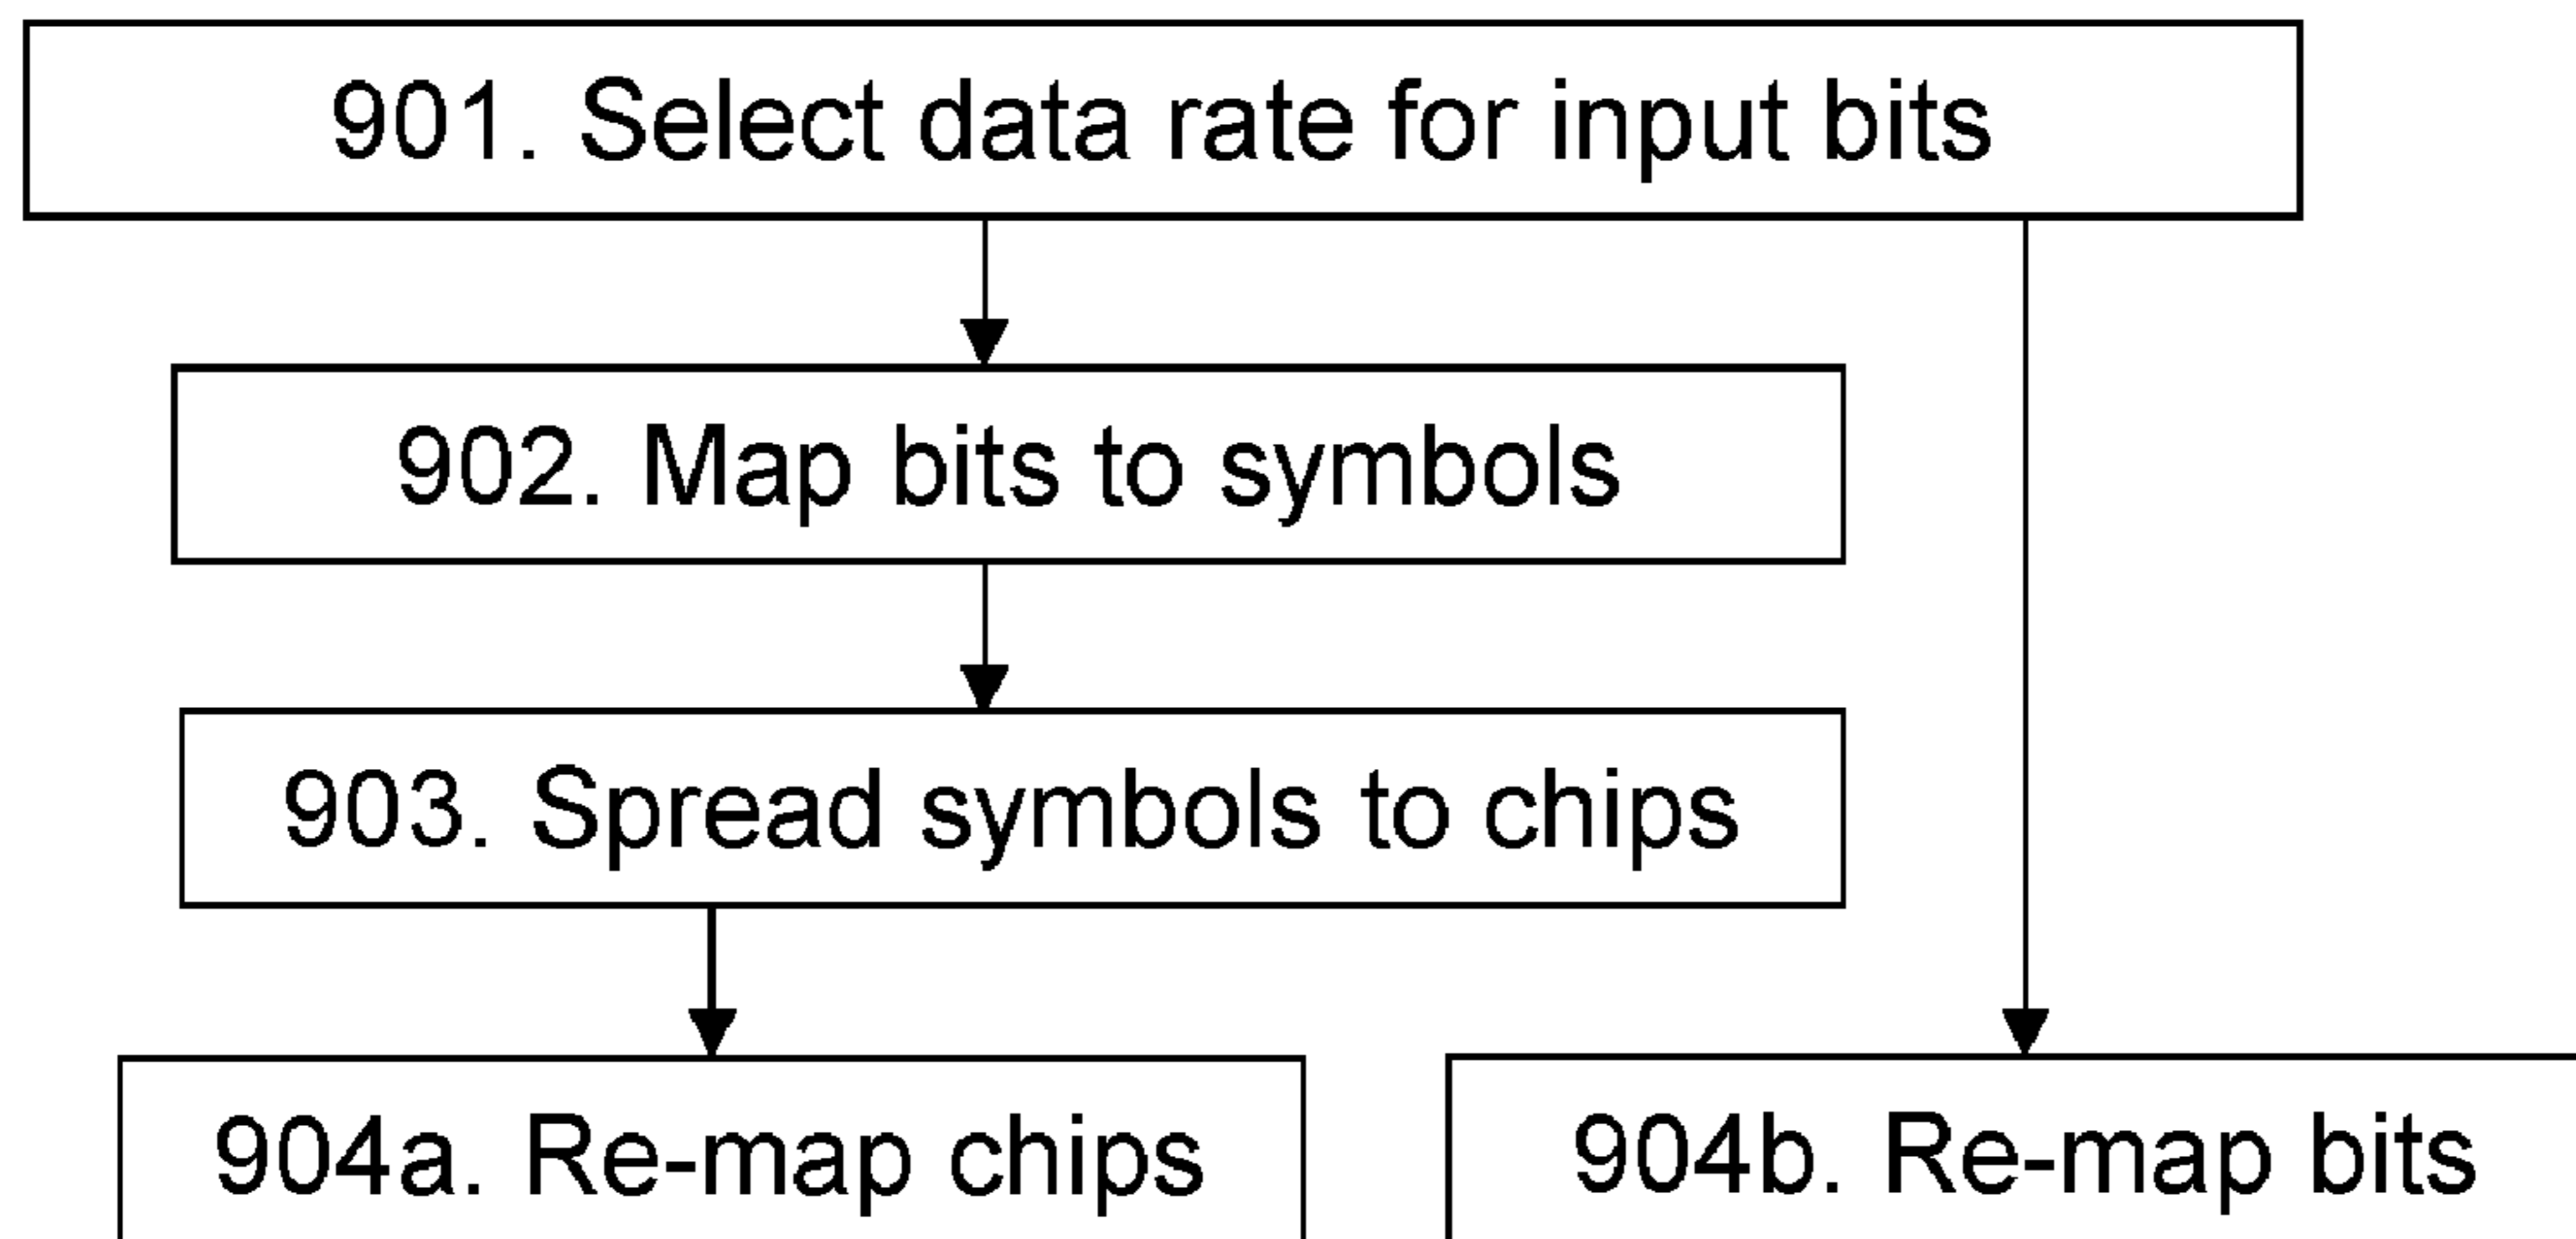 901. Select data rate for input bits
902. Map bits to symbols
903. Spread symbols to chips
904a. Re-map chips
904b. Re-map bits